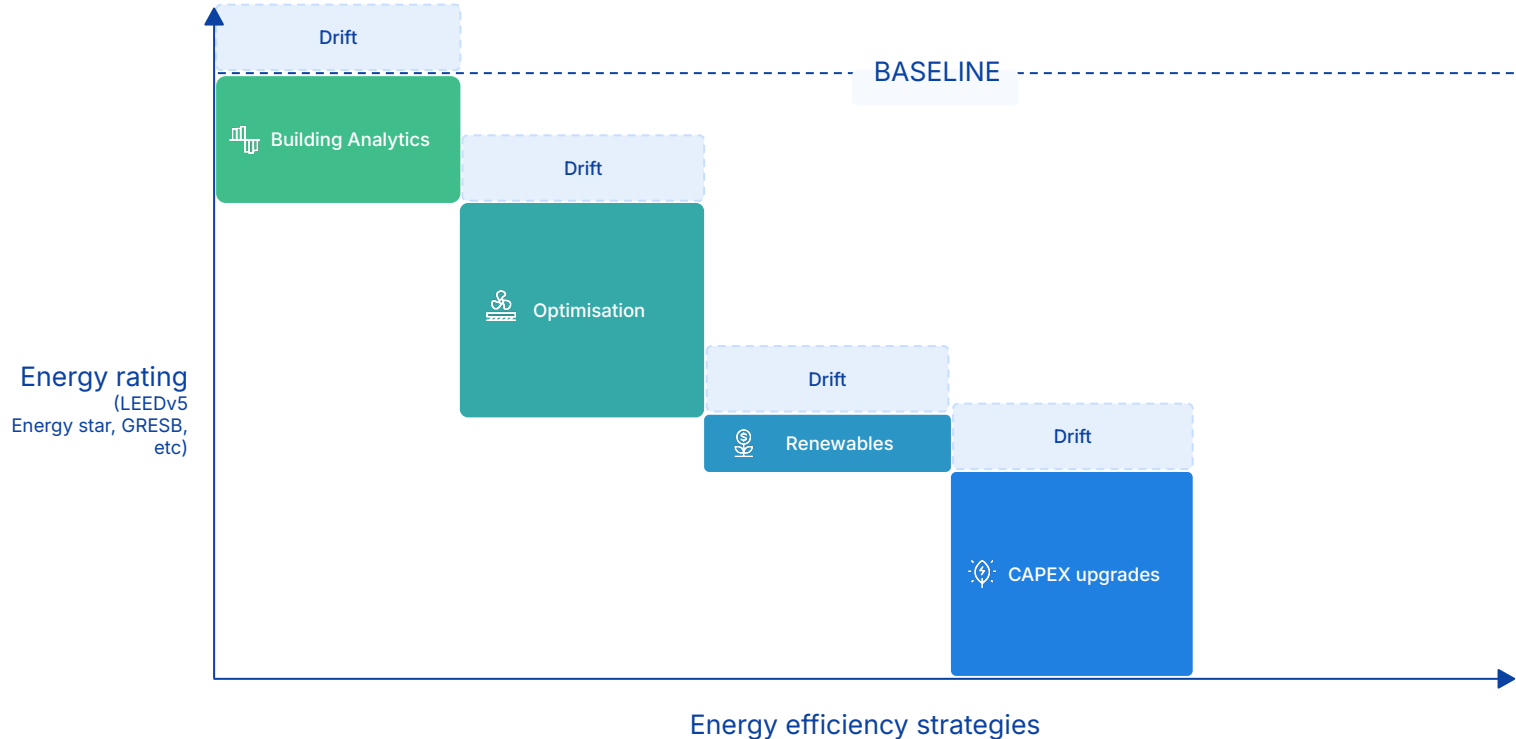 Drift
BASELINE
Building Analytics
Drift
Optimisation
Energy rating
(LEEDv5
Energy star, GRESB,
etc)
Drift
Renewables
Drift
CAPEX upgrades
Energy efficiency strategies